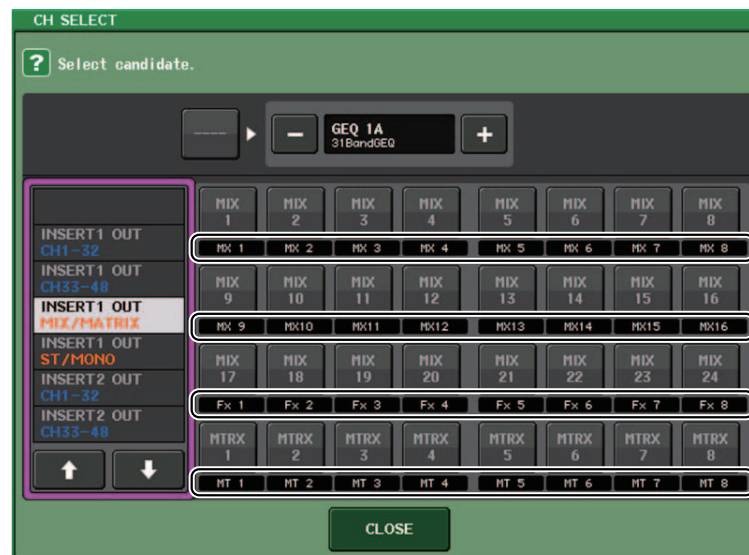 CH SELECT
? Select candidate.
----
− GEQ 1A +
31BandGEQ
INSERT1 OUT
CH1-32
INSERT1 OUT
CH33-48
INSERT1 OUT
MIX/MATRIX
INSERT1 OUT
ST/MONO
INSERT2 OUT
CH1-32
INSERT2 OUT
CH33-48
MIX MIX MIX MIX MIX MIX MIX MIX
1 2 3 4 5 6 7 8
MX 1 MX 2 MX 3 MX 4 MX 5 MX 6 MX 7 MX 8
MIX MIX MIX MIX MIX MIX MIX MIX
9 10 11 12 13 14 15 16
MX 9 MX10 MX11 MX12 MX13 MX14 MX15 MX16
MIX MIX MIX MIX MIX MIX MIX MIX
17 18 19 20 21 22 23 24
Fx 1 Fx 2 Fx 3 Fx 4 Fx 5 Fx 6 Fx 7 Fx 8
MTRX MTRX MTRX MTRX MTRX MTRX MTRX MTRX
1 2 3 4 5 6 7 8
MT 1 MT 2 MT 3 MT 4 MT 5 MT 6 MT 7 MT 8
CLOSE